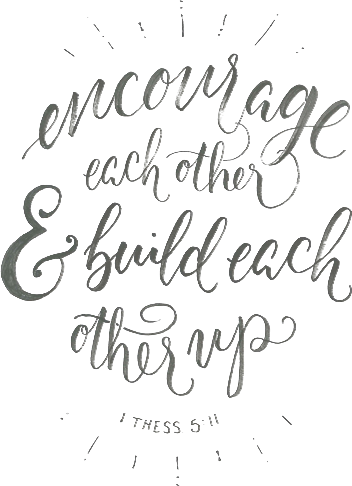 encourage
each other
& build each
other up
1 THESS 5-11